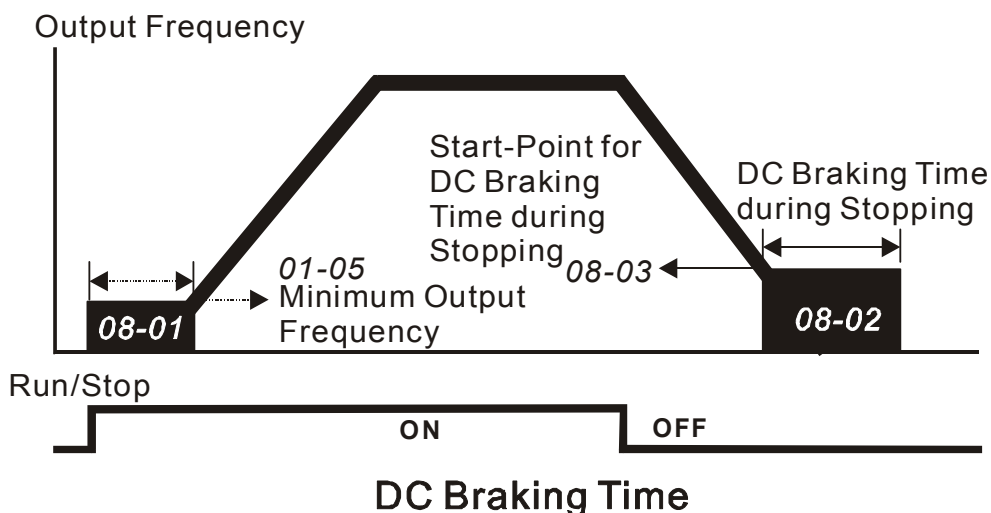 Output Frequency
Start-Point for
DC Braking
Time during
Stopping
DC Braking Time
during Stopping
01-05
Minimum Output
Frequency
08-03
08-01
08-02
Run/Stop
ON
OFF
DC Braking Time